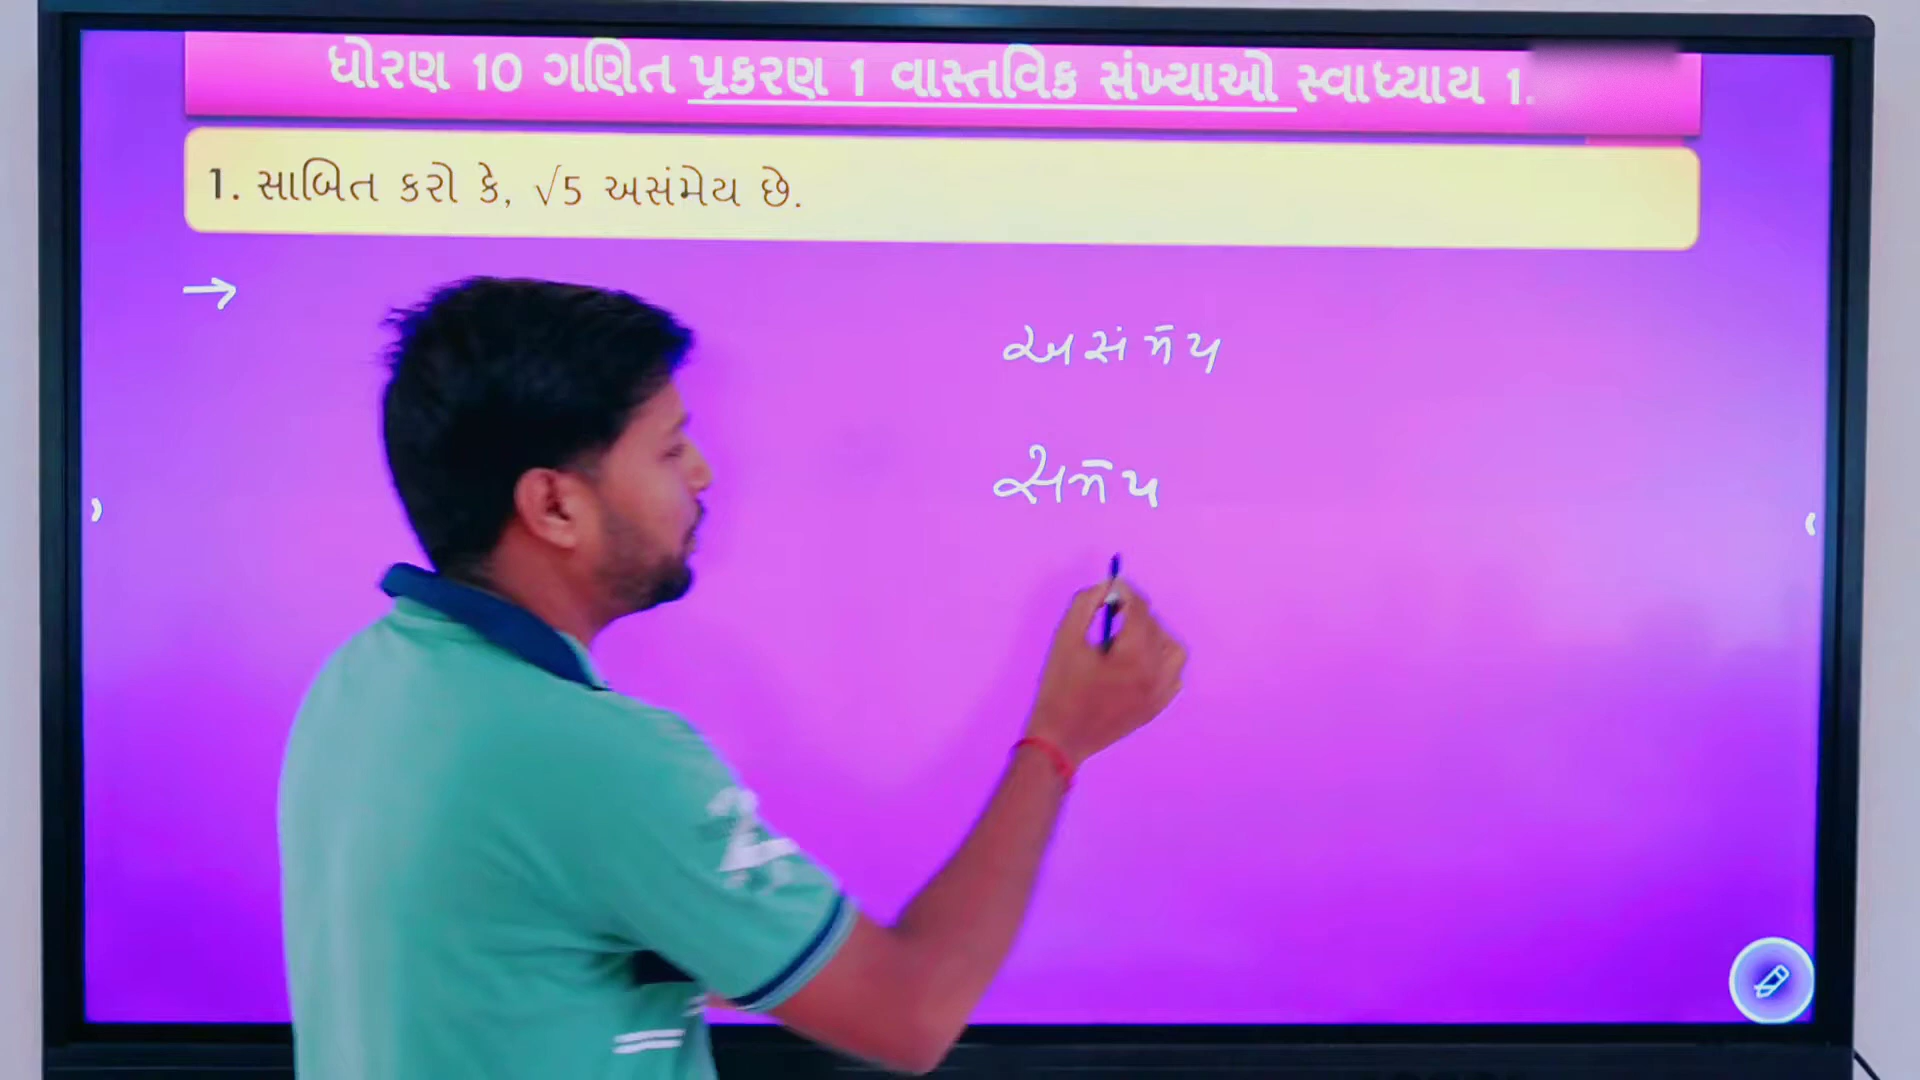 ધોરણ 10 ગણિત પ્રકરણ 1 વાસ્તવિક સંખ્યાઓ સ્વાધ્યાય 1.
1. સાબિત કરો કે, √5 અસંમેય છે.
→
અસંમેય
સમેય